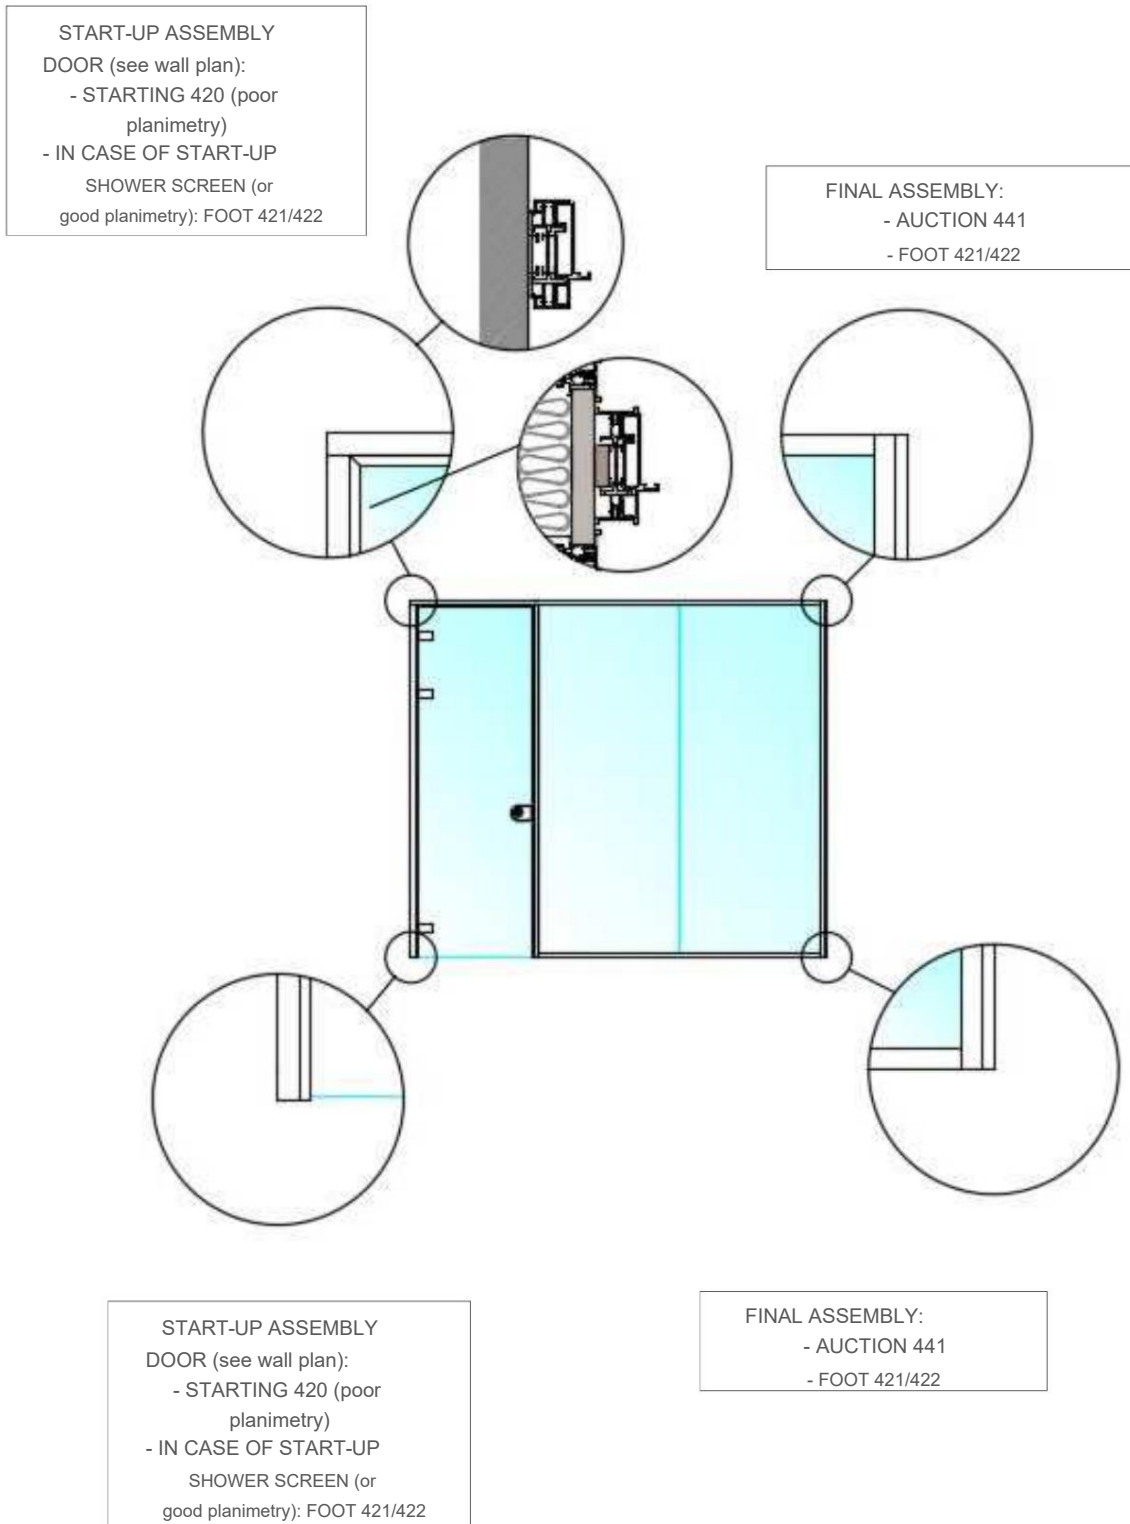 START-UP ASSEMBLY
DOOR (see wall plan):
- STARTING 420 (poor
planimetry)
- IN CASE OF START-UP
SHOWER SCREEN (or
good planimetry): FOOT 421/422
FINAL ASSEMBLY:
- AUCTION 441
- FOOT 421/422
START-UP ASSEMBLY
DOOR (see wall plan):
- STARTING 420 (poor
planimetry)
- IN CASE OF START-UP
SHOWER SCREEN (or
good planimetry): FOOT 421/422
FINAL ASSEMBLY:
- AUCTION 441
- FOOT 421/422